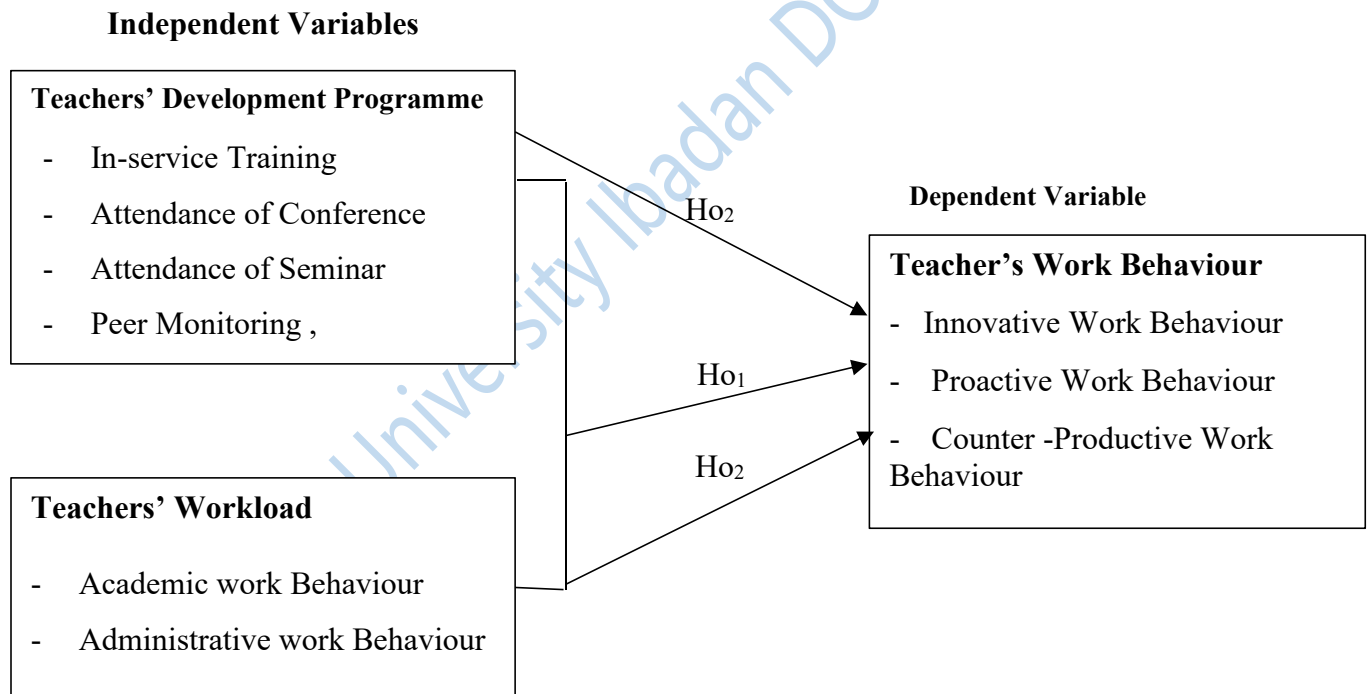 Independent Variables
Teachers’ Development Programme
- In-service Training
- Attendance of Conference
- Attendance of Seminar
- Peer Monitoring ,
Ho2
Dependent Variable
Teacher’s Work Behaviour
- Innovative Work Behaviour
- Proactive Work Behaviour
- Counter -Productive Work
Behaviour
Ho1
Ho2
Teachers’ Workload
- Academic work Behaviour
- Administrative work Behaviour
University Ibadan